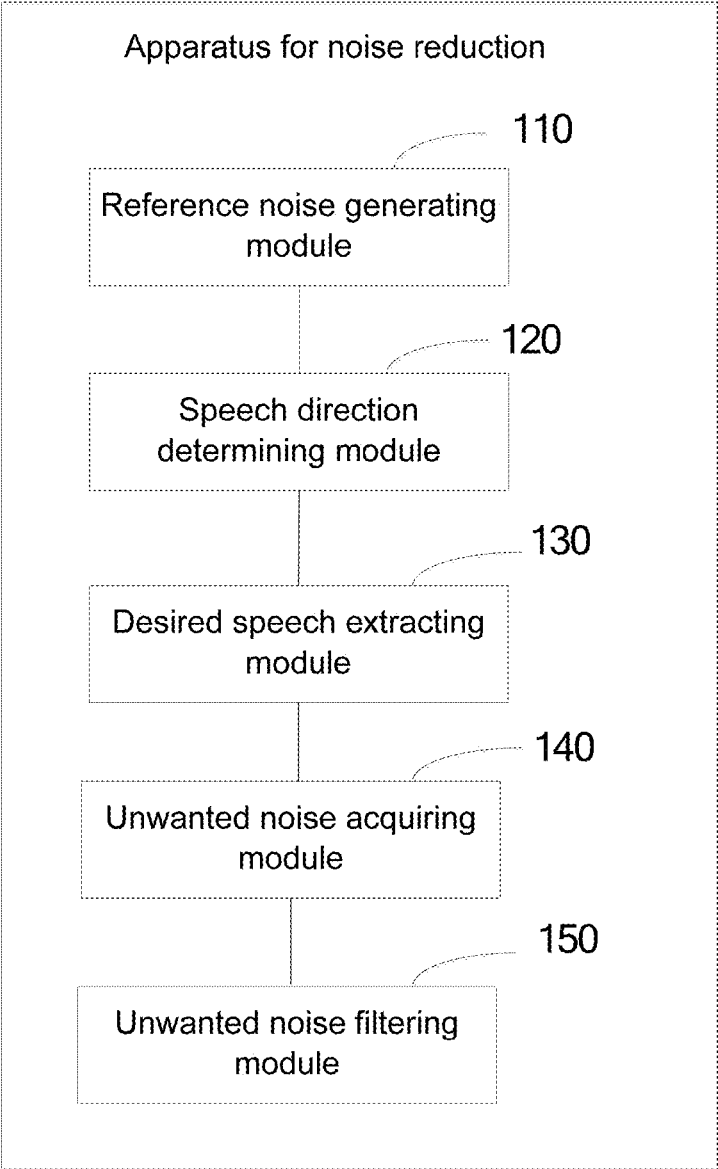 Apparatus for noise reduction
110
Reference noise generating
module
120
Speech direction
determining module
130
Desired speech extracting
module
140
Unwanted noise acquiring
module
150
Unwanted noise filtering
module